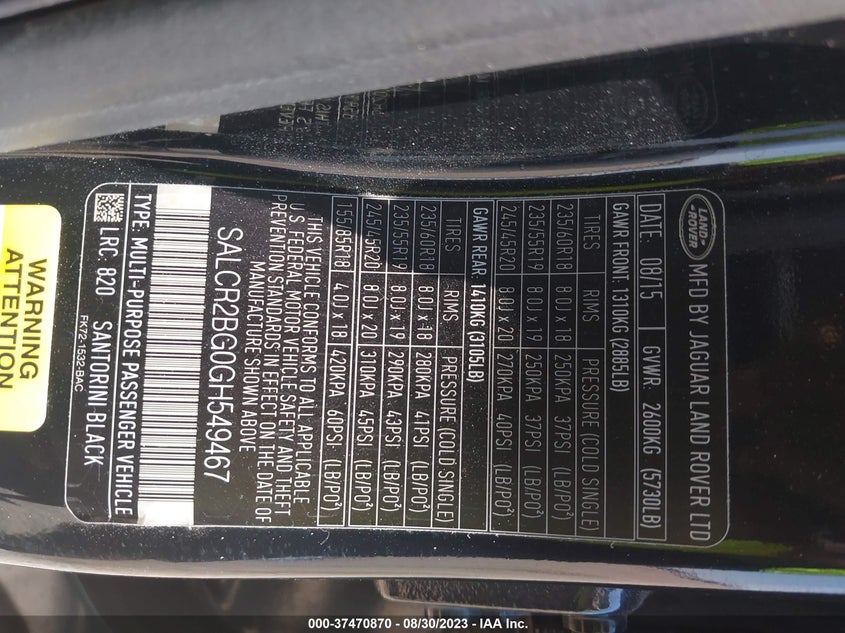 LAND
ROVER
MFD BY JAGUAR LAND ROVER LTD
DATE: 08/15 GVWR: 2600KG (5730LB)
GAWR FRONT: 1310KG (2885LB)
TIRES RIMS PRESSURE (COLD SINGLE)
235/60R18 8.0J x 18 250KPA 37PSI (LB/PO²)
235/55R19 8.0J x 19 250KPA 37PSI (LB/PO²)
245/45R20 8.0J x 20 270KPA 40PSI (LB/PO²)
GAWR REAR: 1410KG (3105LB)
TIRES RIMS PRESSURE (COLD SINGLE)
235/60R18 8.0J x 18 280KPA 41PSI (LB/PO²)
235/55R19 8.0J x 19 290KPA 43PSI (LB/PO²)
245/45R20 8.0J x 20 310KPA 45PSI (LB/PO²)
155/85R18 4.0J x 18 420KPA 60PSI (LB/PO²)
THIS VEHICLE CONFORMS TO ALL APPLICABLE
U.S. FEDERAL MOTOR VEHICLE SAFETY AND THEFT
PREVENTION STANDARDS IN EFFECT ON THE DATE OF
MANUFACTURE SHOWN ABOVE
SALCR2BG0GH549467
TYPE: MULTI-PURPOSE PASSENGER VEHICLE
LRC: 820 SANTORINI BLACK
FK72-1532-BAC
WARNING
ATTENTION
000-37470870 - 08/30/2023 - IAA Inc.